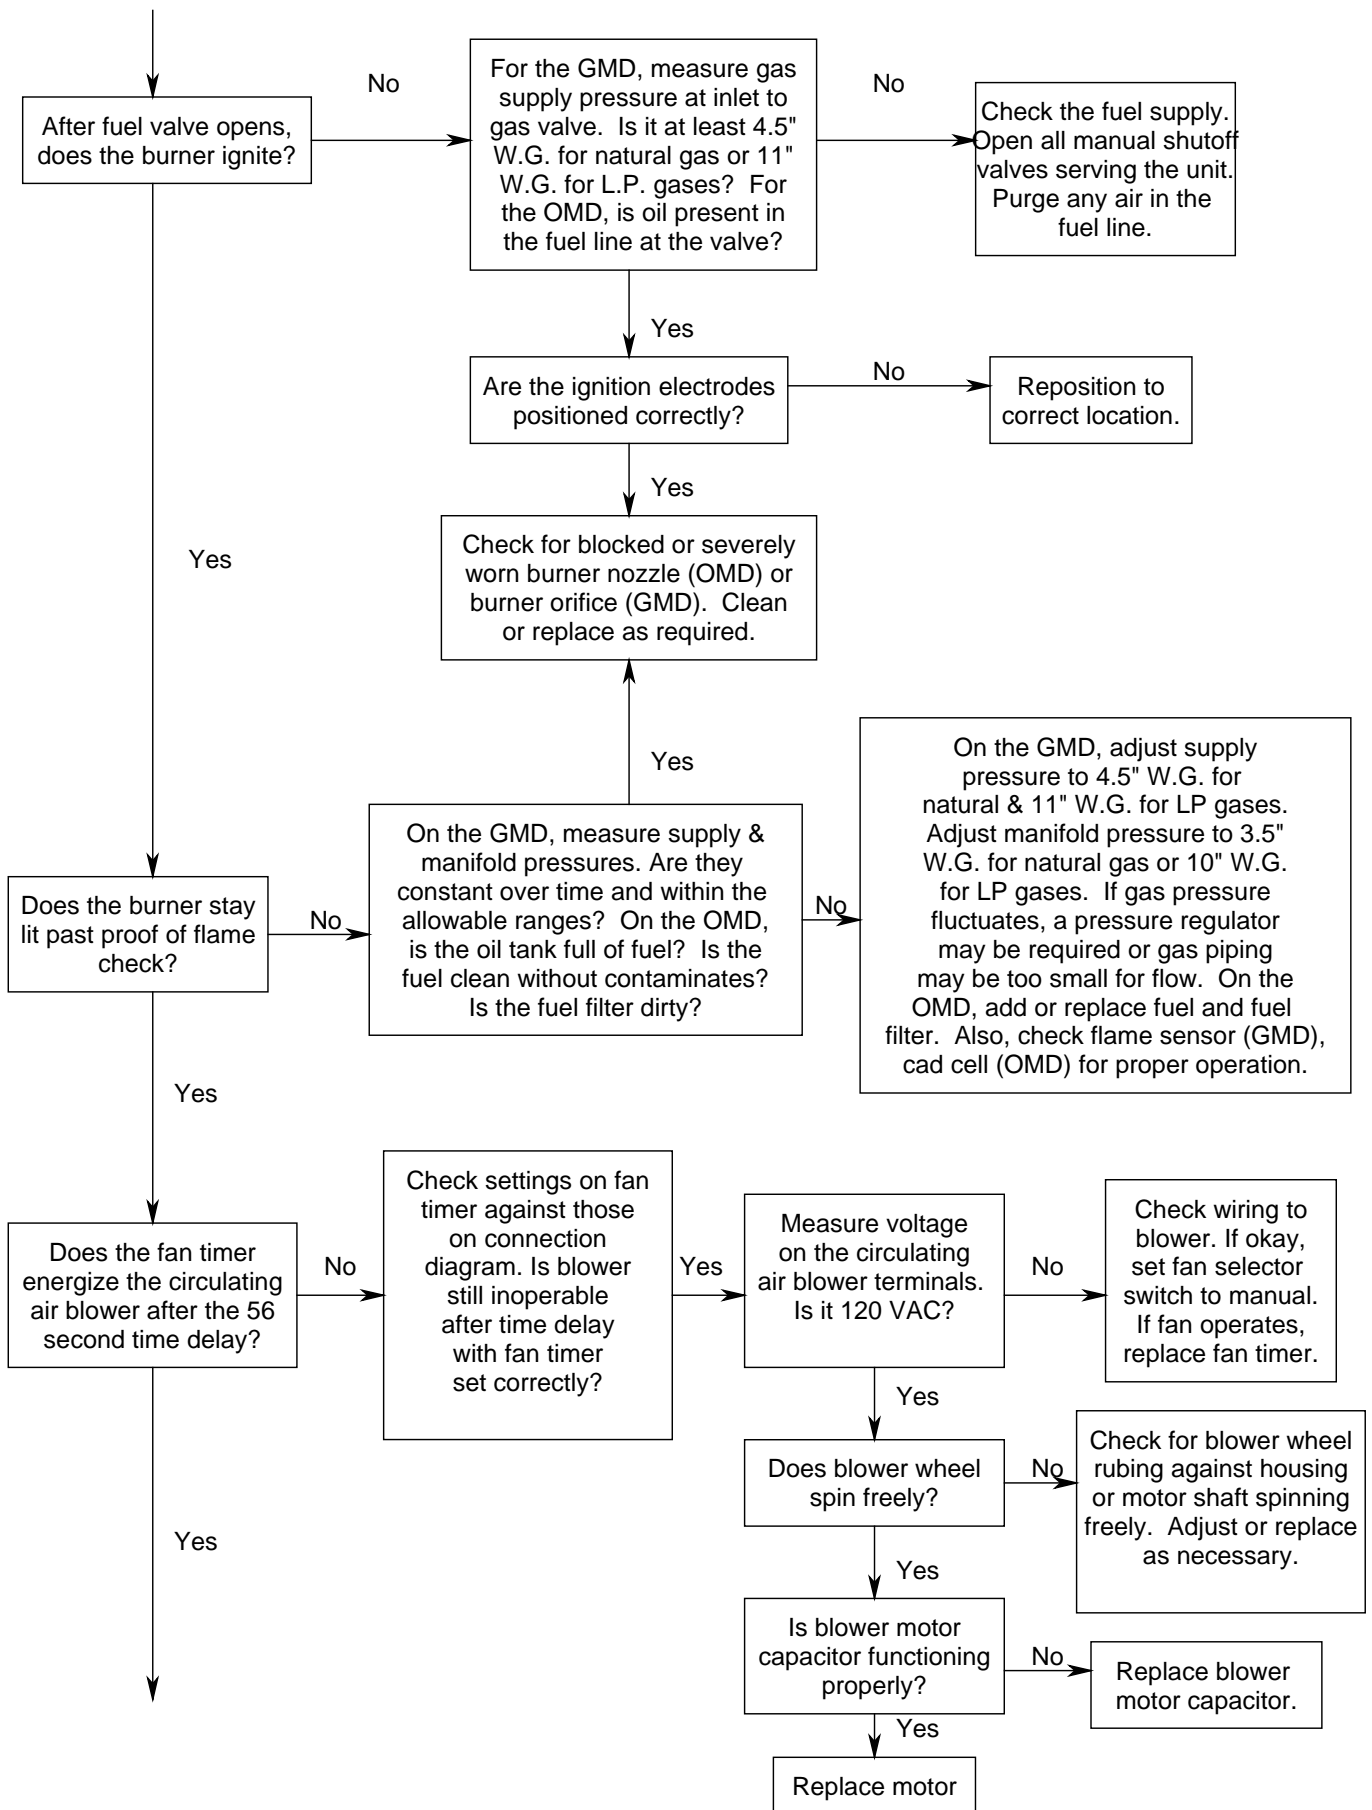 No
After fuel valve opens,
does the burner ignite?
For the GMD, measure gas
supply pressure at inlet to
gas valve.  Is it at least 4.5"
W.G. for natural gas or 11"
W.G. for L.P. gases?  For
the OMD, is oil present in
the fuel line at the valve?
No
Check the fuel supply.
Open all manual shutoff
valves serving the unit.
Purge any air in the
fuel line.
Yes
Are the ignition electrodes
positioned correctly?
No
Reposition to
correct location.
Yes
Yes
Check for blocked or severely
worn burner nozzle (OMD) or
burner orifice (GMD).  Clean
or replace as required.
Yes
Does the burner stay
lit past proof of flame
check?
No
On the GMD, measure supply &
manifold pressures. Are they
constant over time and within the
allowable ranges?  On the OMD,
is the oil tank full of fuel?  Is the
fuel clean without contaminates?
Is the fuel filter dirty?
No
On the GMD, adjust supply
pressure to 4.5" W.G. for
natural & 11" W.G. for LP gases.
Adjust manifold pressure to 3.5"
W.G. for natural gas or 10" W.G.
for LP gases.  If gas pressure
fluctuates, a pressure regulator
may be required or gas piping
may be too small for flow.  On the
OMD, add or replace fuel and fuel
filter.  Also, check flame sensor (GMD),
cad cell (OMD) for proper operation.
Yes
Does the fan timer
energize the circulating
air blower after the 56
second time delay?
No
Check settings on fan
timer against those
on connection
diagram. Is blower
still inoperable
after time delay
with fan timer
set correctly?
Yes
Measure voltage
on the circulating
air blower terminals.
Is it 120 VAC?
No
Check wiring to
blower. If okay,
set fan selector
switch to manual.
If fan operates,
replace fan timer.
Yes
Does blower wheel
spin freely?
No
Check for blower wheel
rubing against housing
or motor shaft spinning
freely.  Adjust or replace
as necessary.
Yes
Yes
Is blower motor
capacitor functioning
properly?
No
Replace blower
motor capacitor.
Yes
Replace motor